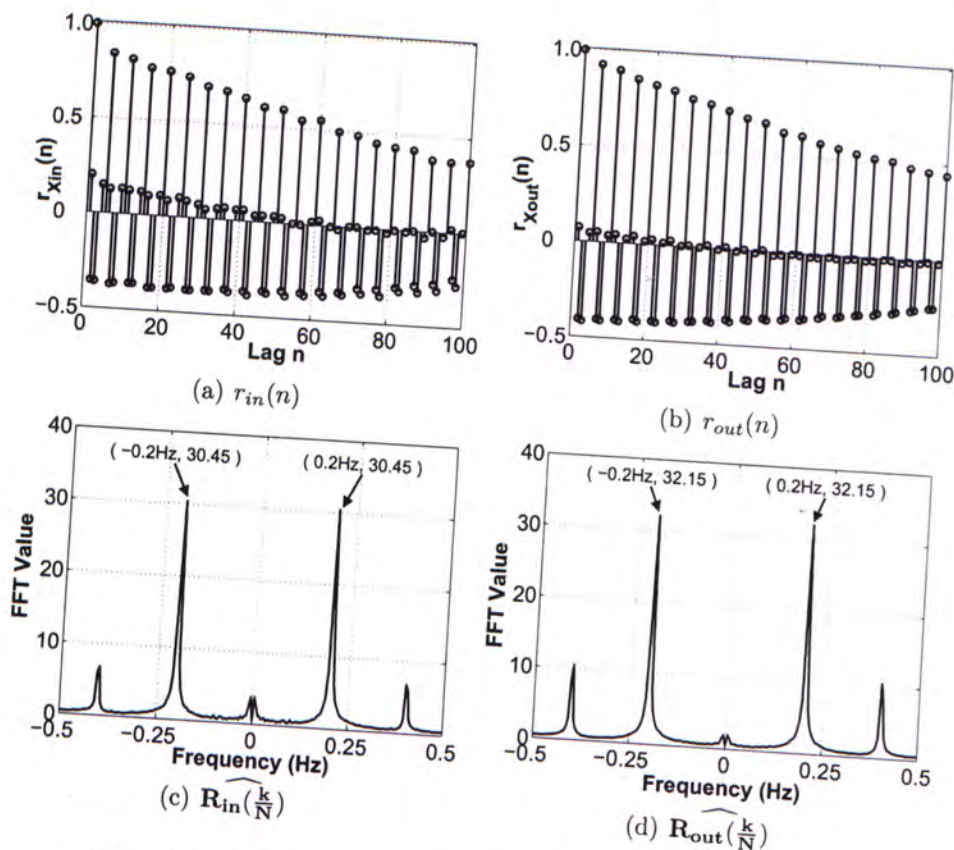 1.0
0.5
0
−0.5
r_Xin(n)
0 20 40 60 80 100
Lag n
(a) r_in(n)
1.0
0.5
0
−0.5
r_Xout(n)
0 20 40 60 80 100
Lag n
(b) r_out(n)
40
30
20
10
0
FFT Value
( −0.2Hz, 30.45 )
( 0.2Hz, 30.45 )
−0.5 −0.25 0 0.25 0.5
Frequency (Hz)
(c) R_in(k/N)
40
30
20
10
0
FFT Value
( −0.2Hz, 32.15 )
( 0.2Hz, 32.15 )
−0.5 −0.25 0 0.25 0.5
Frequency (Hz)
(d) R_out(k/N)